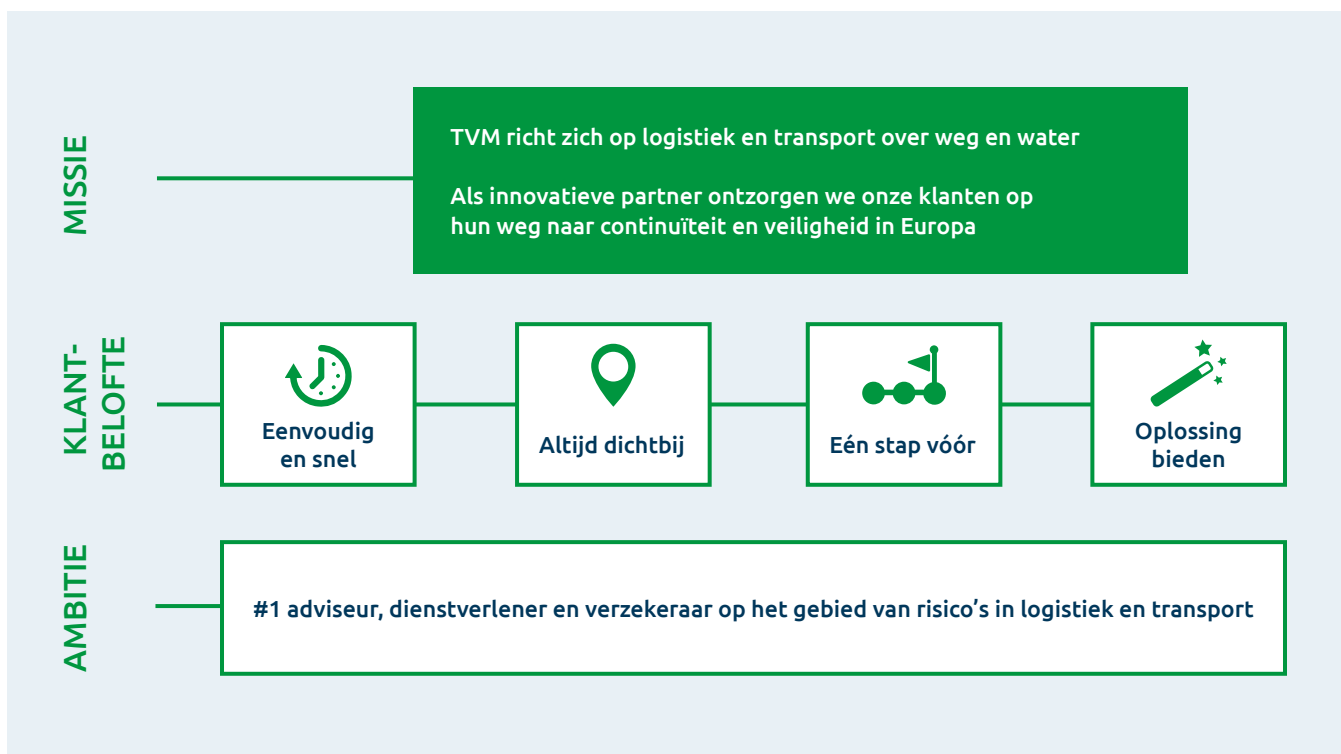 MISSIE
TVM richt zich op logistiek en transport over weg en water
Als innovatieve partner ontzorgen we onze klanten op
hun weg naar continuïteit en veiligheid in Europa
KLANT-
BELOFTE
Eenvoudig
en snel
Altijd dichtbij
Eén stap vóór
Oplossing
bieden
AMBITIE
#1 adviseur, dienstverlener en verzekeraar op het gebied van risico’s in logistiek en transport